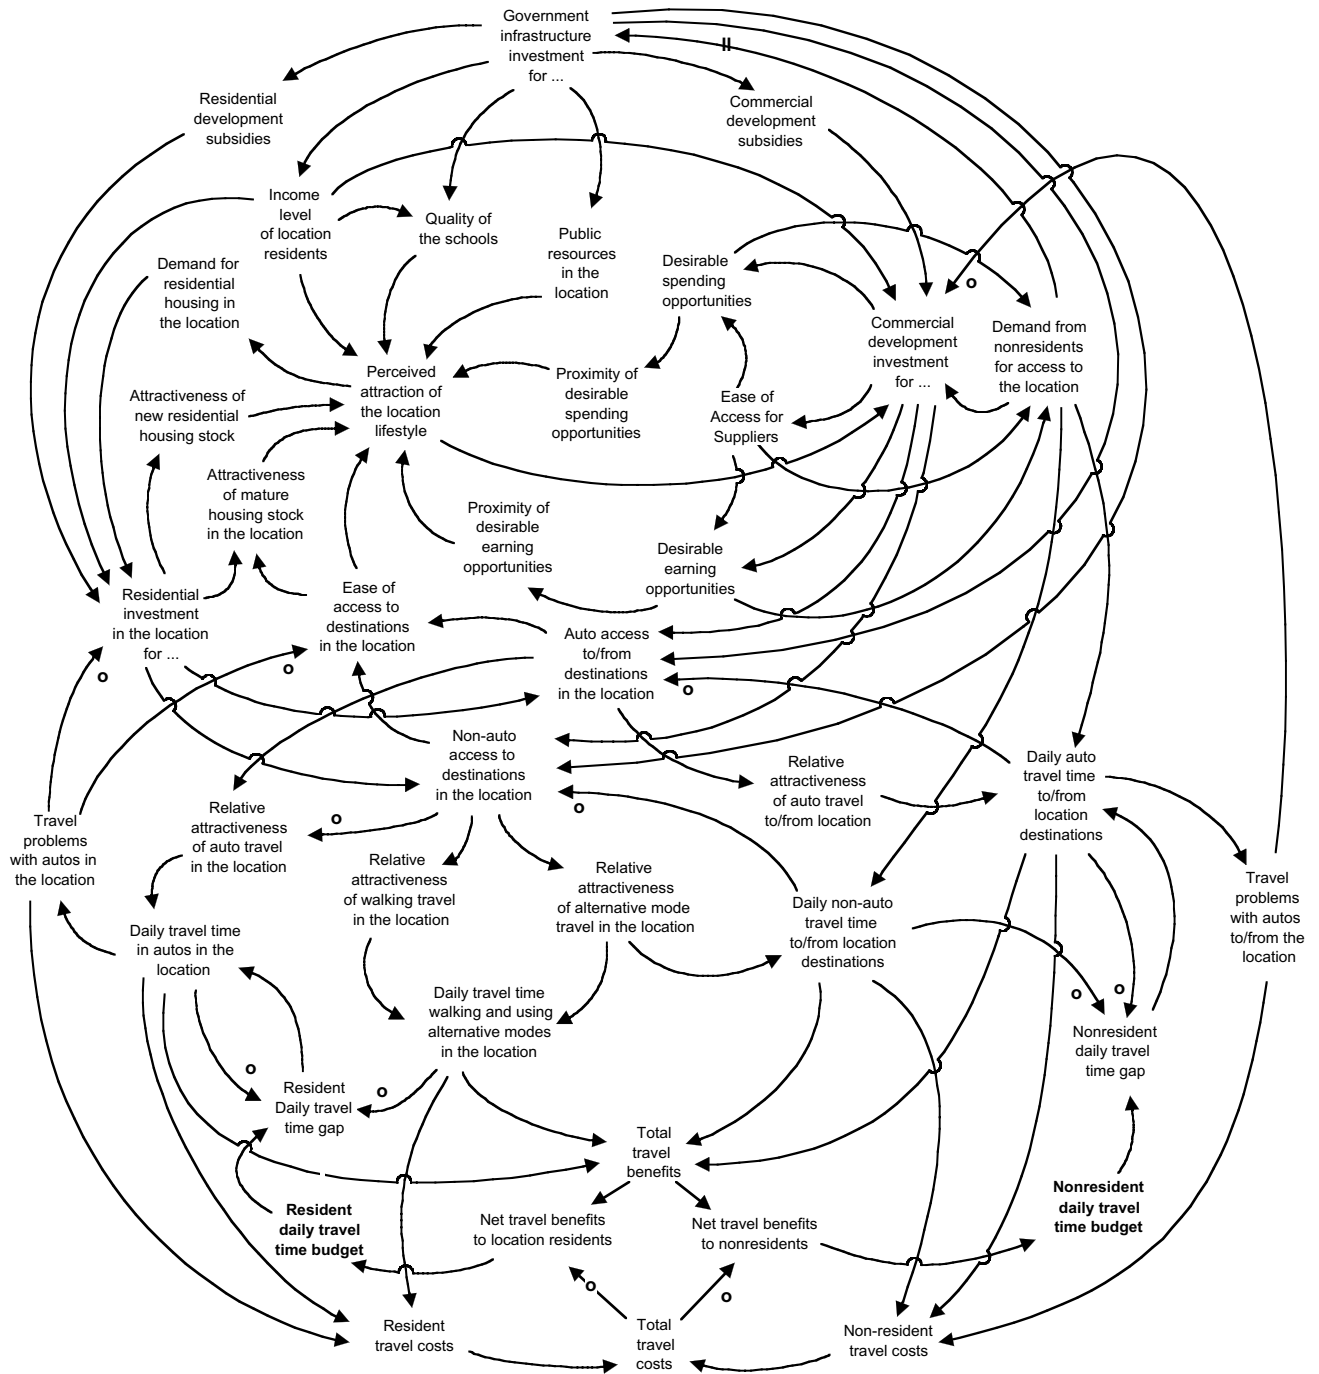 Government
infrastructure
investment
for ...
II
Residential
development
subsidies
Commercial
development
subsidies
Income
level
of location
residents
Quality of
the schools
Public
resources
in the
location
Desirable
spending
opportunities
o
Demand for
residential
housing in
the location
Commercial
development
investment
for ...
Demand from
nonresidents
for access to
the location
Perceived
attraction of
the location
lifestyle
Proximity of
desirable
spending
opportunities
Ease of
Access for
Suppliers
Attractiveness of
new residential
housing stock
Attractiveness
of mature
housing stock
in the location
Proximity of
desirable
earning
opportunities
Desirable
earning
opportunities
Residential
investment
in the location
for ...
Ease of
access to
destinations
in the location
Auto access
to/from
destinations
in the location
o
o
o
Non-auto
access to
destinations
in the location
Relative
attractiveness
of auto travel
to/from location
Daily auto
travel time
to/from
location
destinations
Travel
problems
with autos in
the location
Relative
attractiveness
of auto travel
in the location
o
o
Relative
attractiveness
of walking travel
in the location
Relative
attractiveness
of alternative mode
travel in the location
Daily non-auto
travel time
to/from location
destinations
Travel
problems
with autos
to/from the
location
Daily travel time
in autos in the
location
Daily travel time
walking and using
alternative modes
in the location
o
o
Nonresident
daily travel
time gap
o
o
Resident
Daily travel
time gap
Total
travel
benefits
Resident
daily travel
time budget
Net travel benefits
to location residents
Net travel benefits
to nonresidents
Nonresident
daily travel
time budget
o
o
Resident
travel costs
Total
travel
costs
Non-resident
travel costs